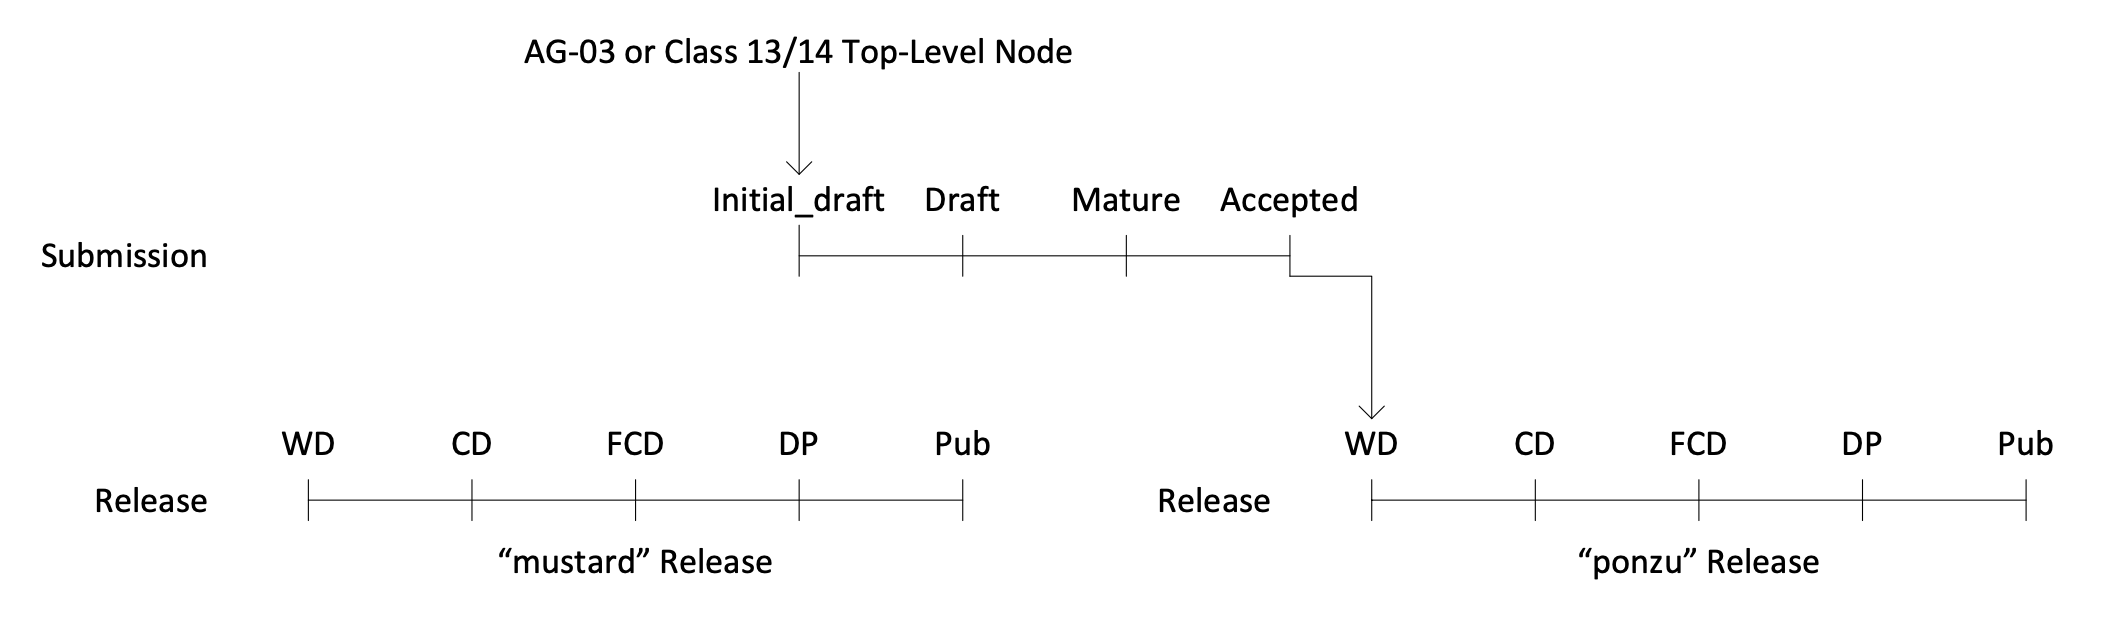 AG-03 or Class 13/14 Top-Level Node
Initial_draft Draft Mature Accepted
Submission
WD CD FCD DP Pub WD CD FCD DP Pub
Release Release
“mustard” Release “ponzu” Release